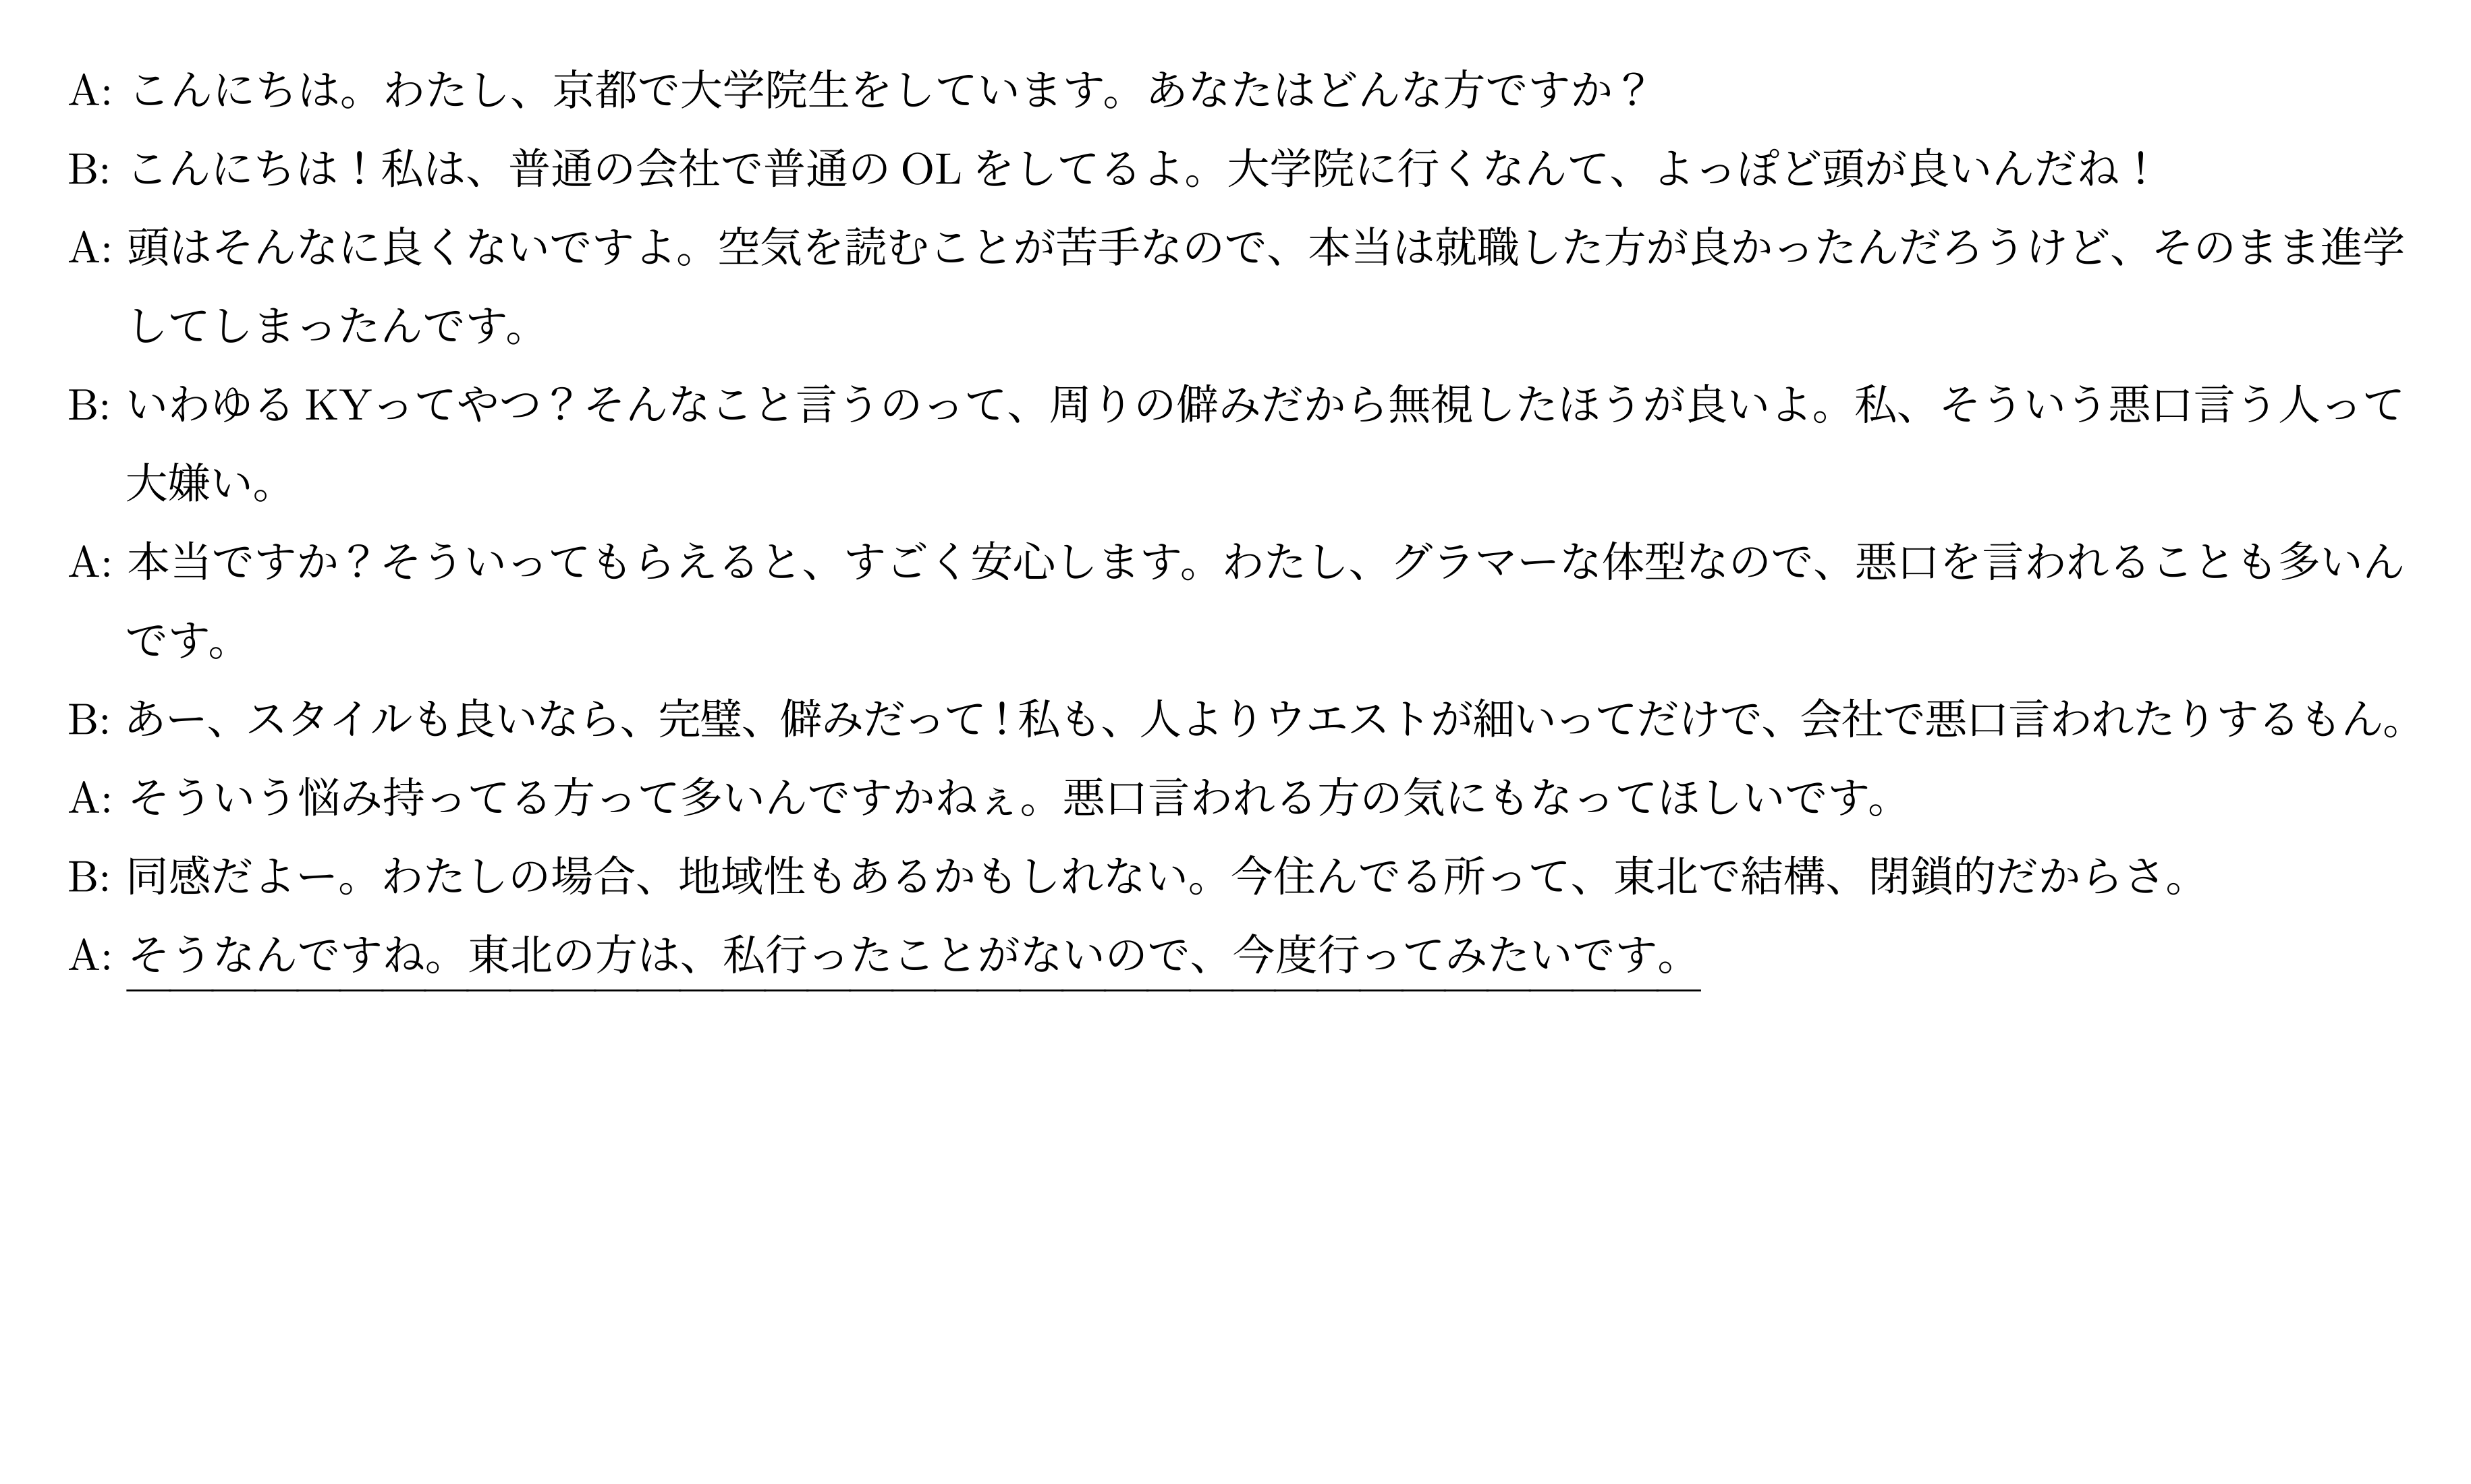 A: こんにちは。わたし、京都で大学院生をしています。あなたはどんな方ですか？
B: こんにちは！私は、普通の会社で普通の OL をしてるよ。大学院に行くなんて、よっぽど頭が良いんだね！
A: 頭はそんなに良くないですよ。空気を読むことが苦手なので、本当は就職した方が良かったんだろうけど、そのまま進学
してしまったんです。
B: いわゆる KYってやつ？そんなこと言うのって、周りの僻みだから無視したほうが良いよ。私、そういう悪口言う人って
大嫌い。
A: 本当ですか？そういってもらえると、すごく安心します。わたし、グラマーな体型なので、悪口を言われることも多いん
です。
B: あー、スタイルも良いなら、完璧、僻みだって！私も、人よりウエストが細いってだけで、会社で悪口言われたりするもん。
A: そういう悩み持ってる方って多いんですかねぇ。悪口言われる方の気にもなってほしいです。
B: 同感だよー。わたしの場合、地域性もあるかもしれない。今住んでる所って、東北で結構、閉鎖的だからさ。
A: そうなんですね。東北の方は、私行ったことがないので、今度行ってみたいです。